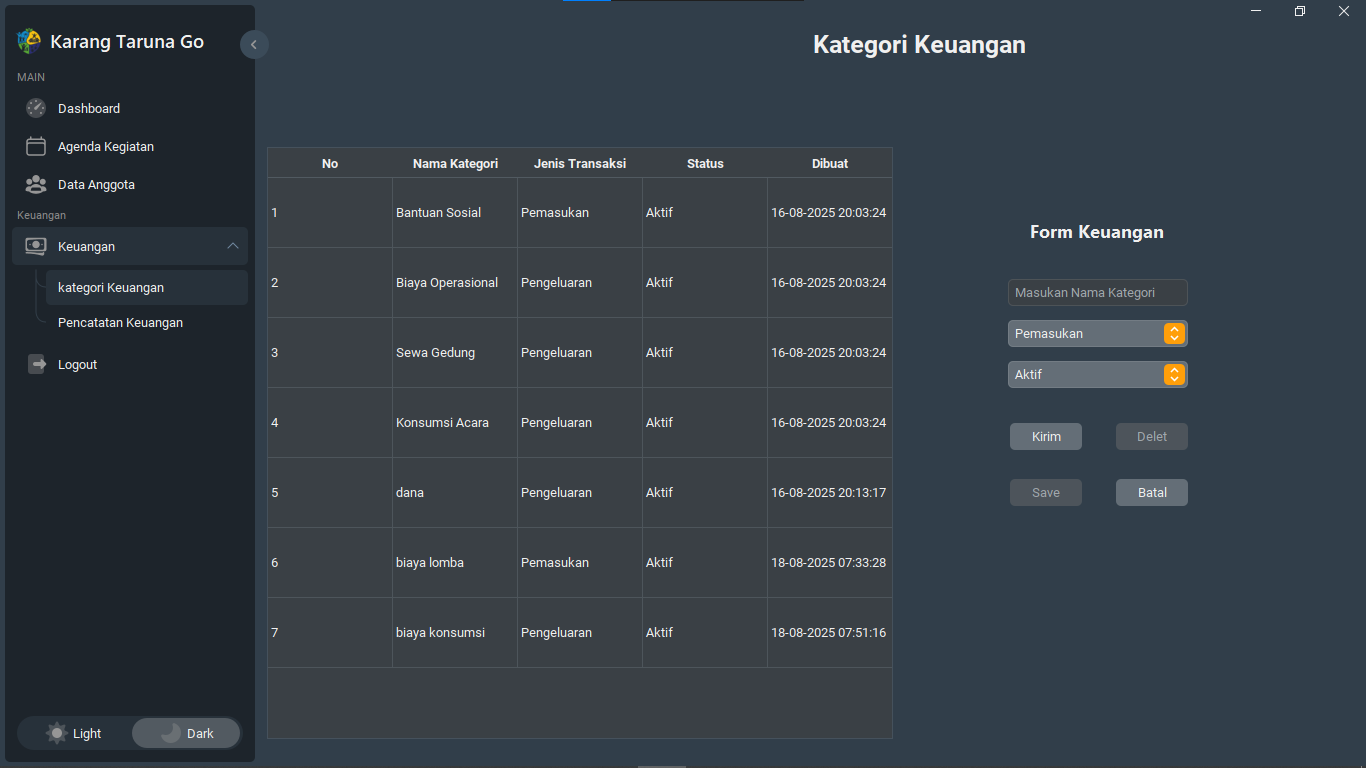 Karang Taruna Go
MAIN
Dashboard
Agenda Kegiatan
Data Anggota
Keuangan
Keuangan
kategori Keuangan
Pencatatan Keuangan
Logout
Light Dark
Kategori Keuangan
No Nama Kategori Jenis Transaksi Status Dibuat
1 Bantuan Sosial Pemasukan Aktif 16-08-2025 20:03:24
2 Biaya Operasional Pengeluaran Aktif 16-08-2025 20:03:24
3 Sewa Gedung Pengeluaran Aktif 16-08-2025 20:03:24
4 Konsumsi Acara Pengeluaran Aktif 16-08-2025 20:03:24
5 dana Pengeluaran Aktif 16-08-2025 20:13:17
6 biaya lomba Pemasukan Aktif 18-08-2025 07:33:28
7 biaya konsumsi Pengeluaran Aktif 18-08-2025 07:51:16
Form Keuangan
Masukan Nama Kategori
Pemasukan
Aktif
Kirim Delet
Save Batal